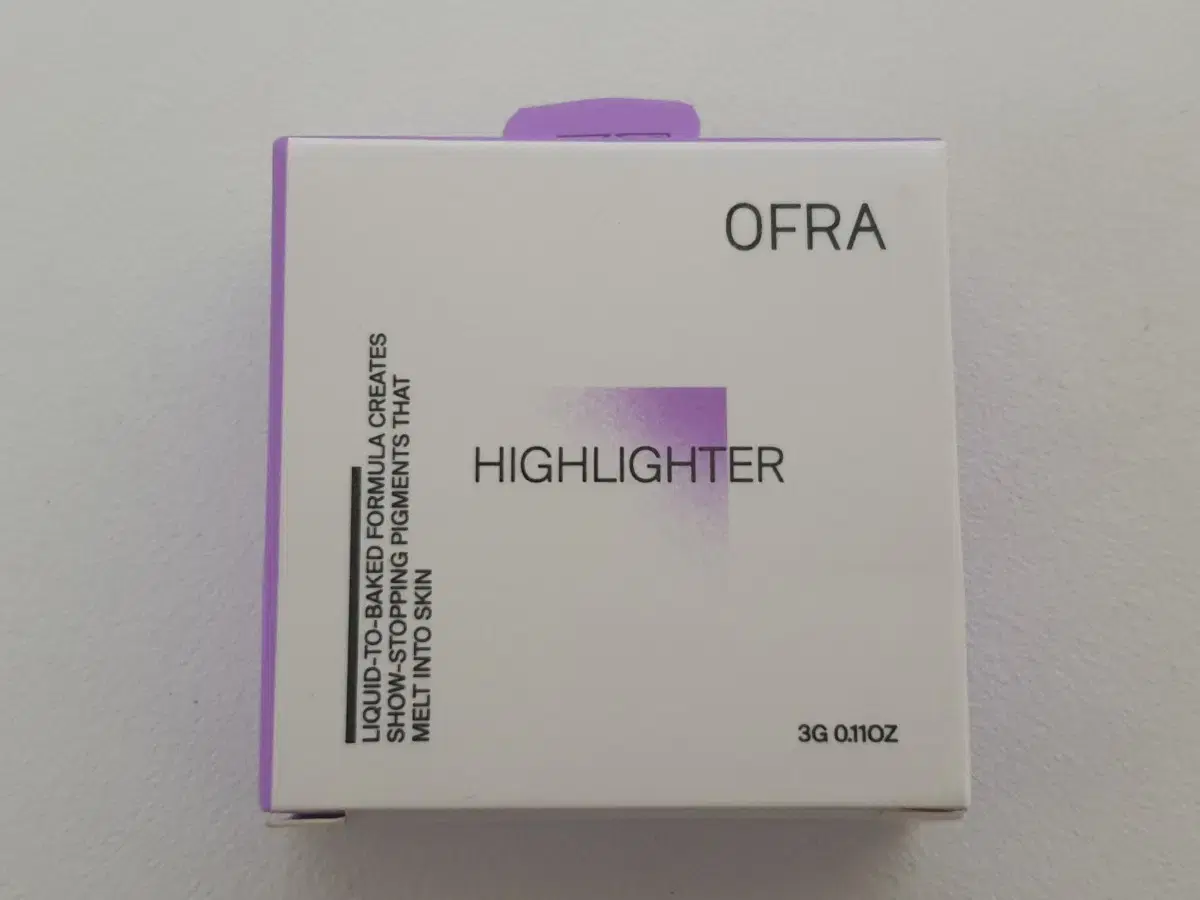 OFRA
HIGHLIGHTER
LIQUID-TO-BAKED FORMULA CREATES
SHOW-STOPPING PIGMENTS THAT
MELT INTO SKIN
3G 0.11OZ